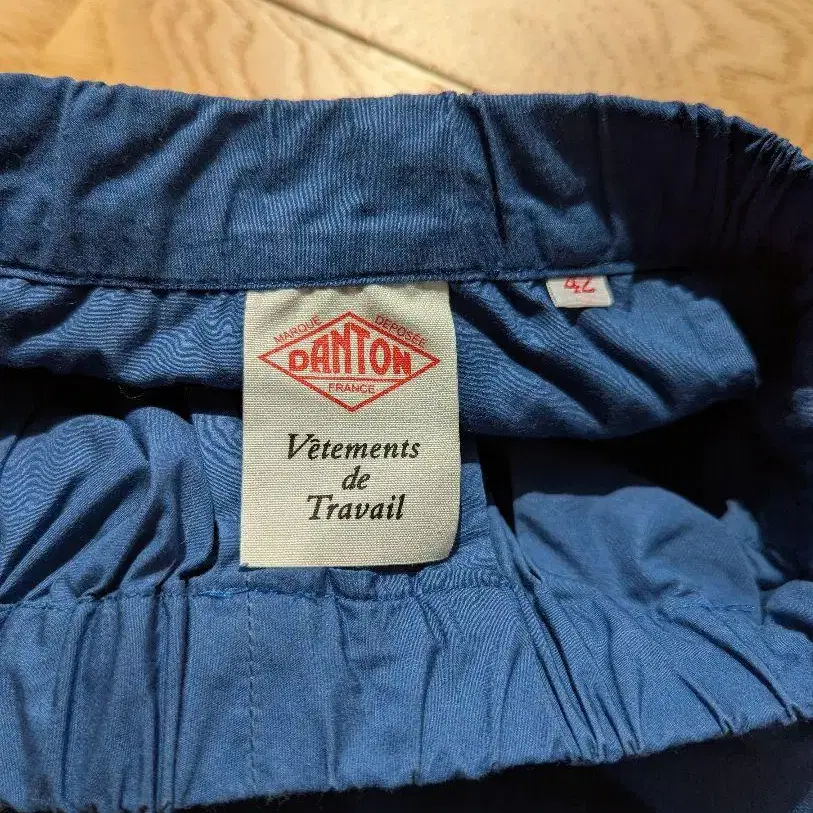 MARQUE DEPOSEE
DANTON
FRANCE
Vêtements
de
Travail
42